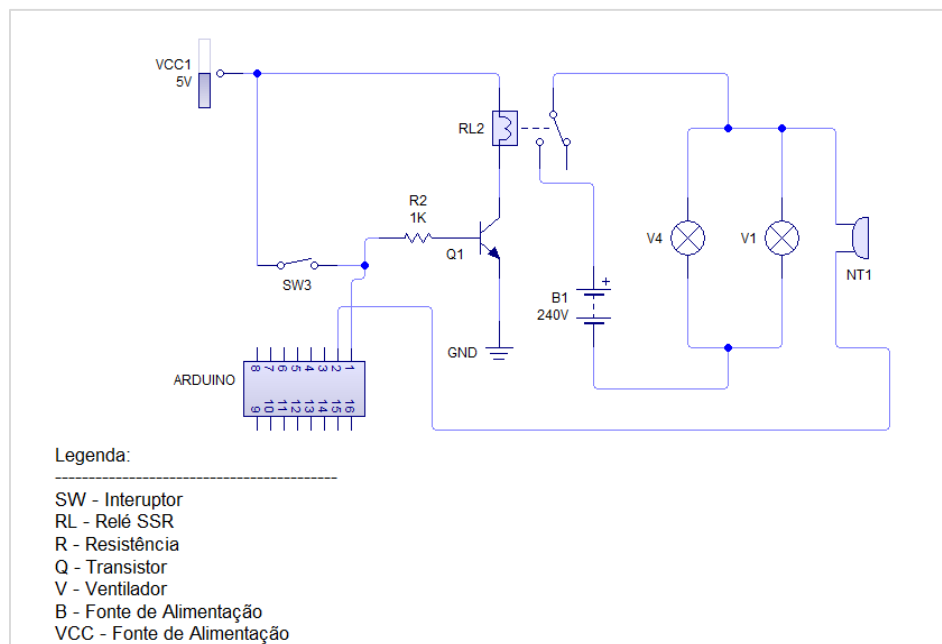 VCC1
5V
RL2
R2
1K
Q1
SW3
V4
V1
NT1
B1
240V
+
GND
ARDUINO
8 7 6 5 4 3 2 1
9 10 11 12 13 14 15 16
Legenda:
------------------------------------------
SW - Interuptor
RL - Relé SSR
R - Resistência
Q - Transistor
V - Ventilador
B - Fonte de Alimentação
VCC - Fonte de Alimentação